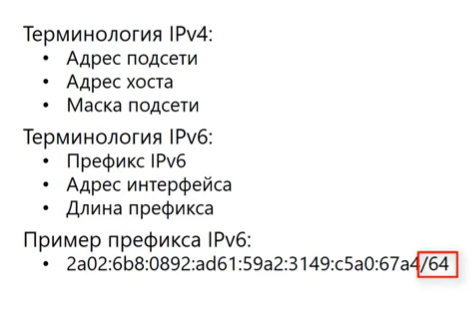 Терминология IPv4:
• Адрес подсети
• Адрес хоста
• Маска подсети
Терминология IPv6:
• Префикс IPv6
• Адрес интерфейса
• Длина префикса
Пример префикса IPv6:
• 2a02:6b8:0892:ad61:59a2:3149:c5a0:67a4/64